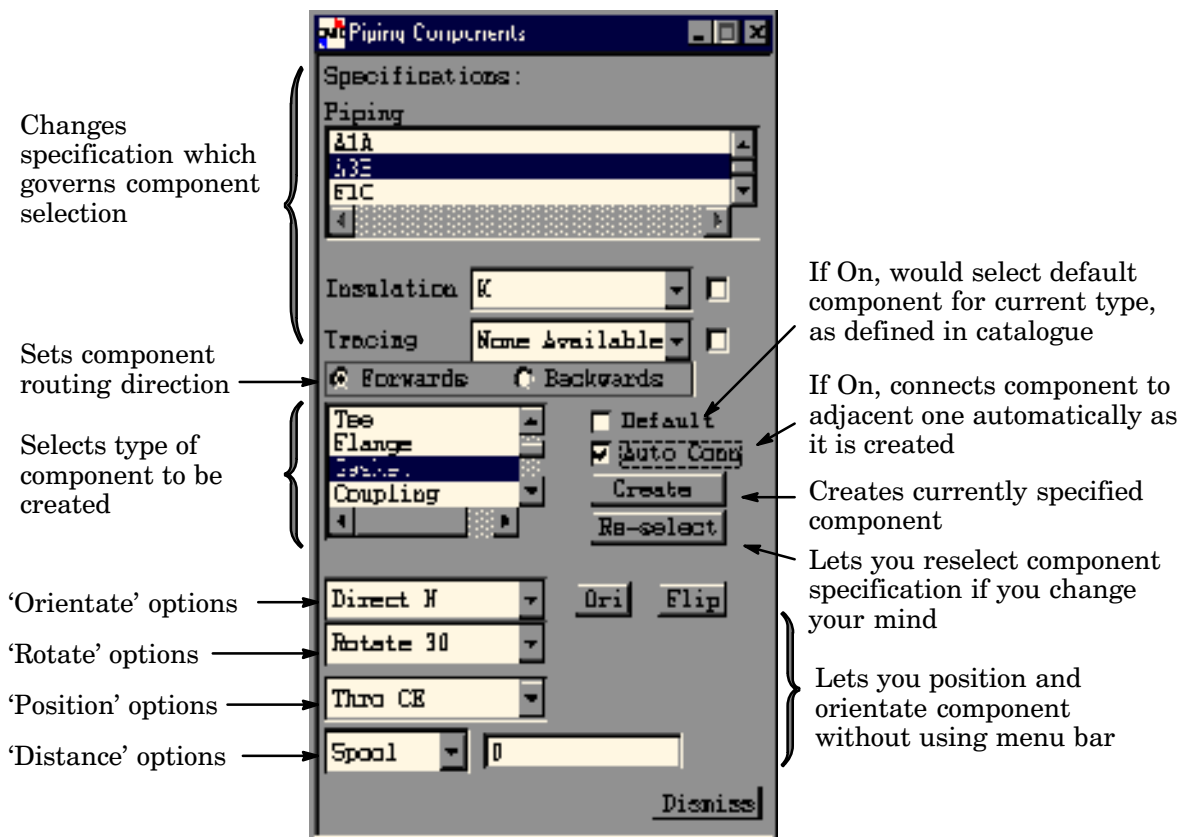 Piping Components
Specifications:
Piping
A1A
A3B
F1C
Changes
specification which
governs component
selection
Insulation K
Tracing None Available
Sets component
routing direction
Forwards Backwards
If On, would select default
component for current type,
as defined in catalogue
Selects type of
component to be
created
Tee
Flange
Gasket
Coupling
Default
Auto Conn
Create
Re-select
If On, connects component to
adjacent one automatically as
it is created
Creates currently specified
component
Lets you reselect component
specification if you change
your mind
‘Orientate’ options
Direct N
Ori Flip
‘Rotate’ options
Rotate 30
‘Position’ options
Thro CE
‘Distance’ options
Spool 0
Lets you position and
orientate component
without using menu bar
Dismiss